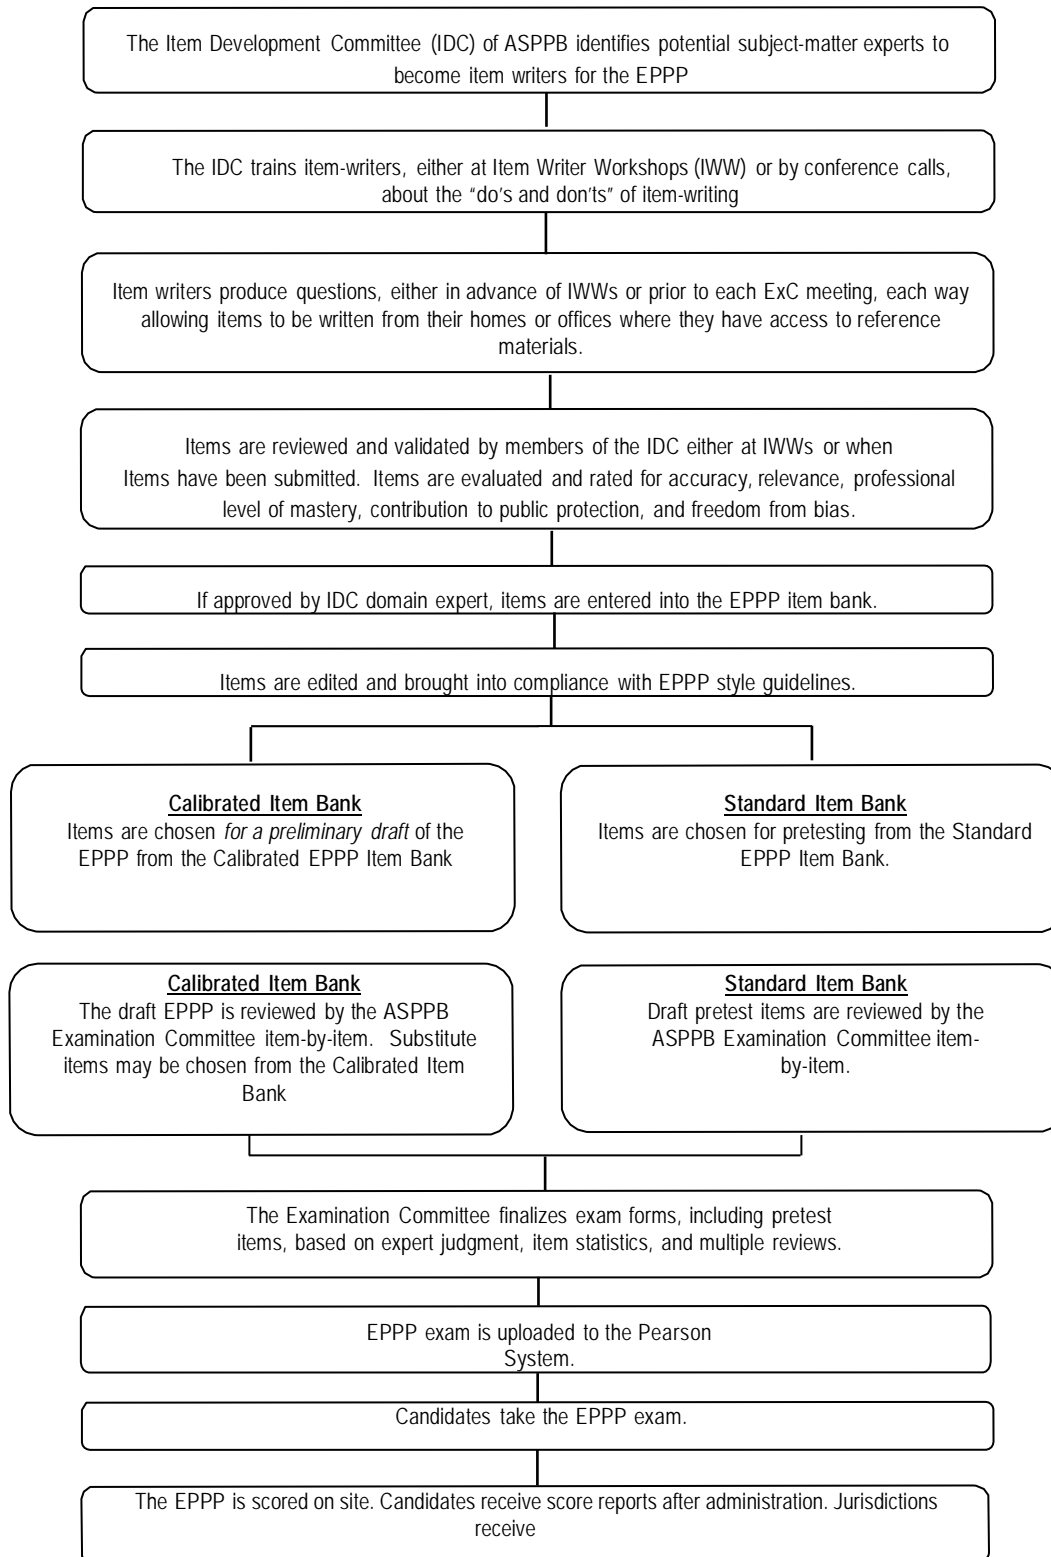 The Item Development Committee (IDC) of ASPPB identifies potential subject-matter experts to
become item writers for the EPPP
The IDC trains item-writers, either at Item Writer Workshops (IWW) or by conference calls,
about the “do’s and don’ts” of item-writing
Item writers produce questions, either in advance of IWWs or prior to each ExC meeting, each way
allowing items to be written from their homes or offices where they have access to reference
materials.
Items are reviewed and validated by members of the IDC either at IWWs or when
Items have been submitted. Items are evaluated and rated for accuracy, relevance, professional
level of mastery, contribution to public protection, and freedom from bias.
If approved by IDC domain expert, items are entered into the EPPP item bank.
Items are edited and brought into compliance with EPPP style guidelines.
Calibrated Item Bank
Items are chosen for a preliminary draft of the
EPPP from the Calibrated EPPP Item Bank
Standard Item Bank
Items are chosen for pretesting from the Standard
EPPP Item Bank.
Calibrated Item Bank
The draft EPPP is reviewed by the ASPPB
Examination Committee item-by-item. Substitute
items may be chosen from the Calibrated Item
Bank
Standard Item Bank
Draft pretest items are reviewed by the
ASPPB Examination Committee item-
by-item.
The Examination Committee finalizes exam forms, including pretest
items, based on expert judgment, item statistics, and multiple reviews.
EPPP exam is uploaded to the Pearson
System.
Candidates take the EPPP exam.
The EPPP is scored on site. Candidates receive score reports after administration. Jurisdictions
receive